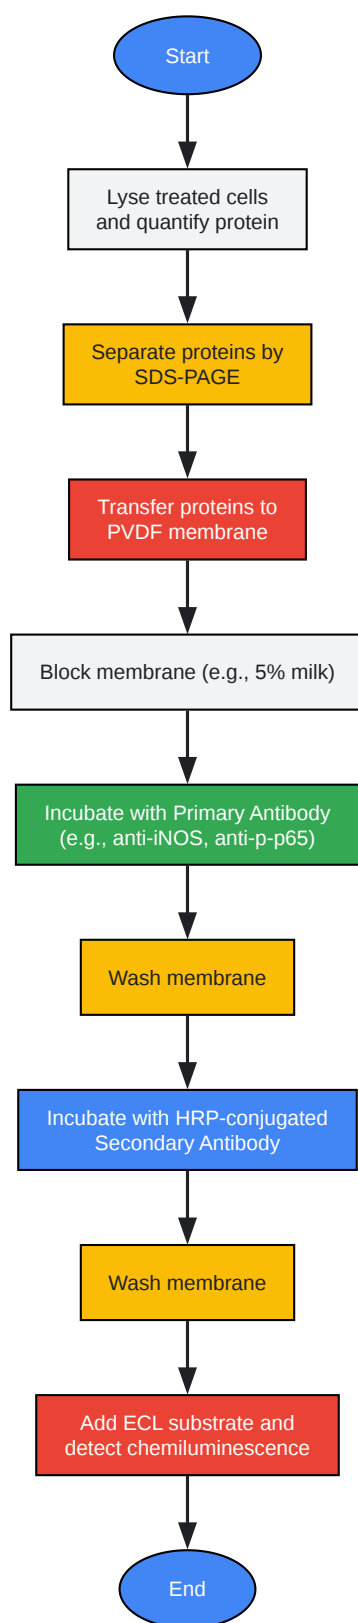 Start
Lyse treated cells
and quantify protein
Separate proteins by
SDS-PAGE
Transfer proteins to
PVDF membrane
Block membrane (e.g., 5% milk)
Incubate with Primary Antibody
(e.g., anti-iNOS, anti-p-p65)
Wash membrane
Incubate with HRP-conjugated
Secondary Antibody
Wash membrane
Add ECL substrate and
detect chemiluminescence
End